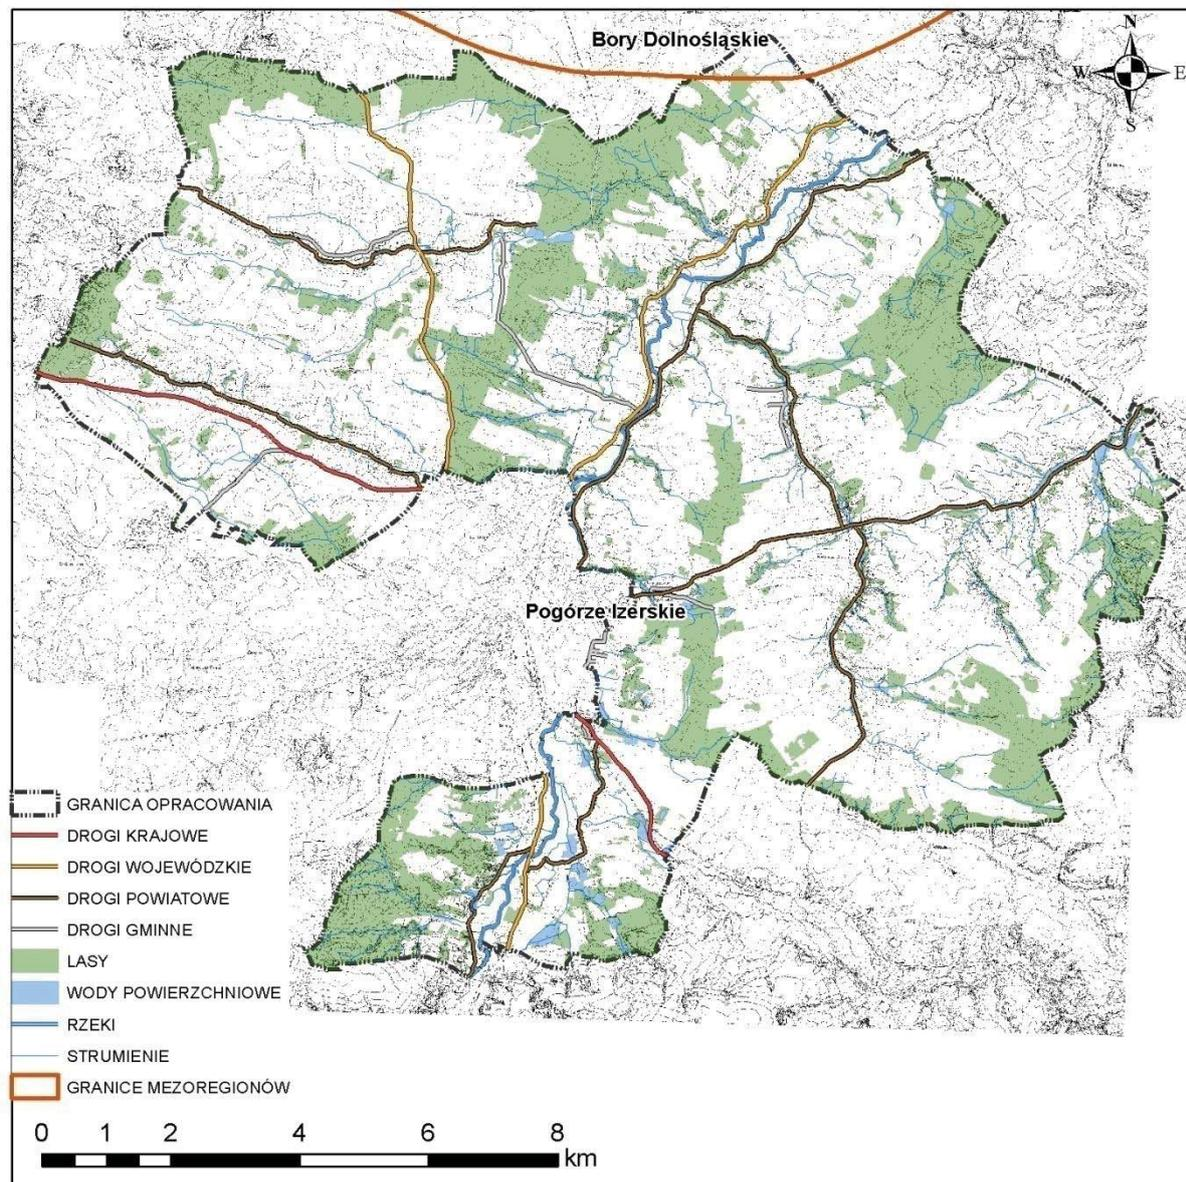 Bory Dolnośląskie
N
W
E
S
Pogórze Izerskie
GRANICA OPRACOWANIA
DROGI KRAJOWE
DROGI WOJEWÓDZKIE
DROGI POWIATOWE
DROGI GMINNE
LASY
WODY POWIERZCHNIOWE
RZEKI
STRUMIENIE
GRANICE MEZOREGIONÓW
0 1 2 4 6 8
km